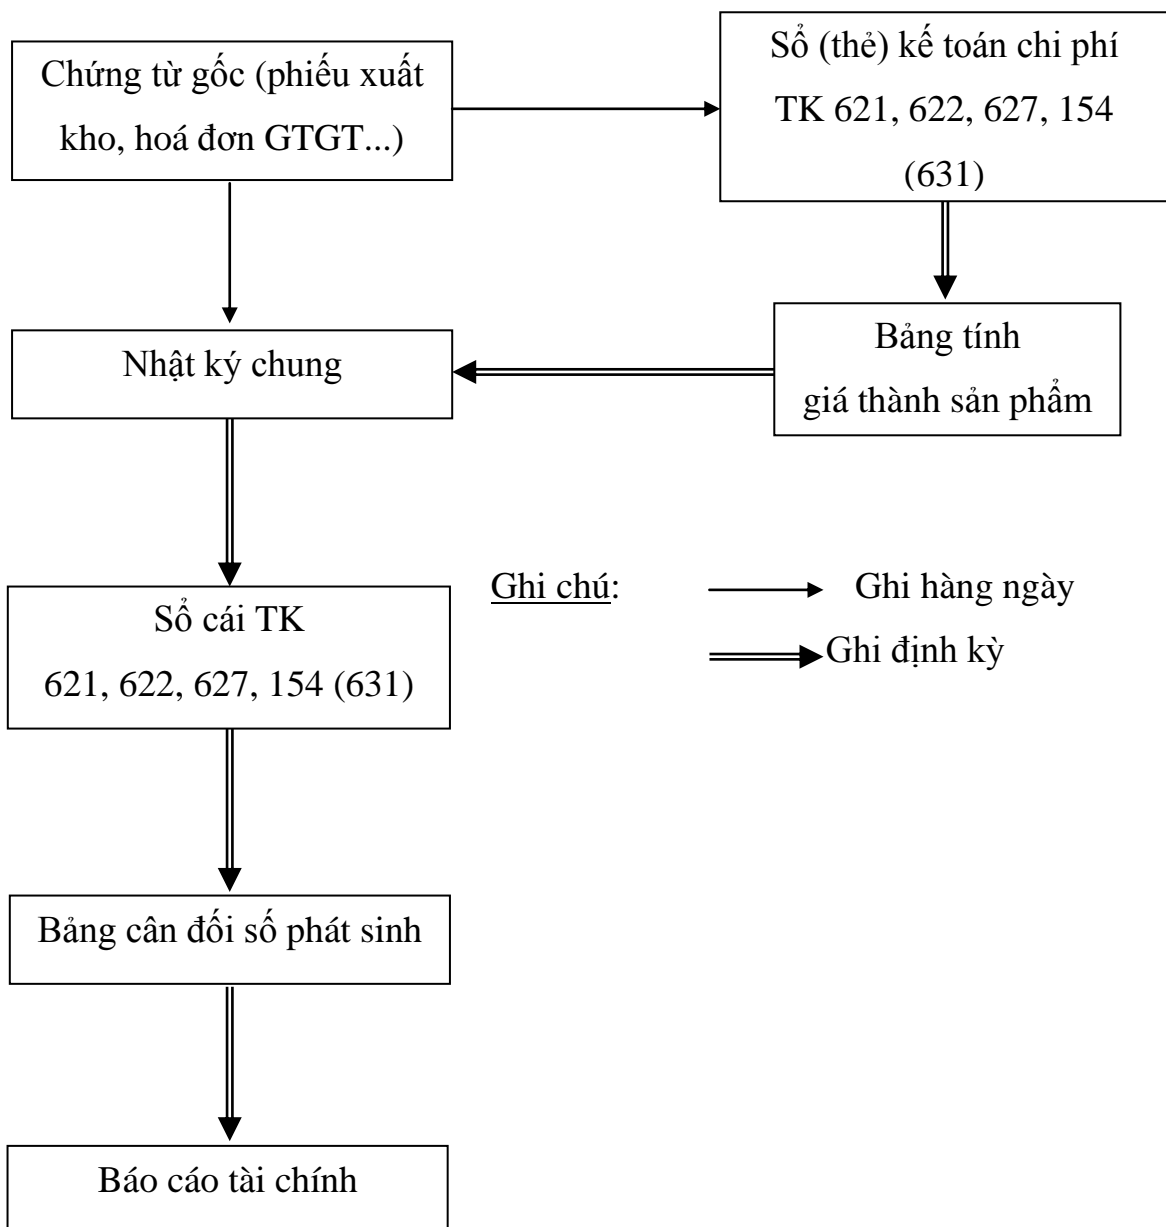 Chứng từ gốc (phiếu xuất
kho, hoá đơn GTGT...)
Sổ (thẻ) kế toán chi phí
TK 621, 622, 627, 154
(631)
Nhật ký chung
Bảng tính
giá thành sản phẩm
Sổ cái TK
621, 622, 627, 154 (631)
Ghi chú:
Ghi hàng ngày
Ghi định kỳ
Bảng cân đối số phát sinh
Báo cáo tài chính